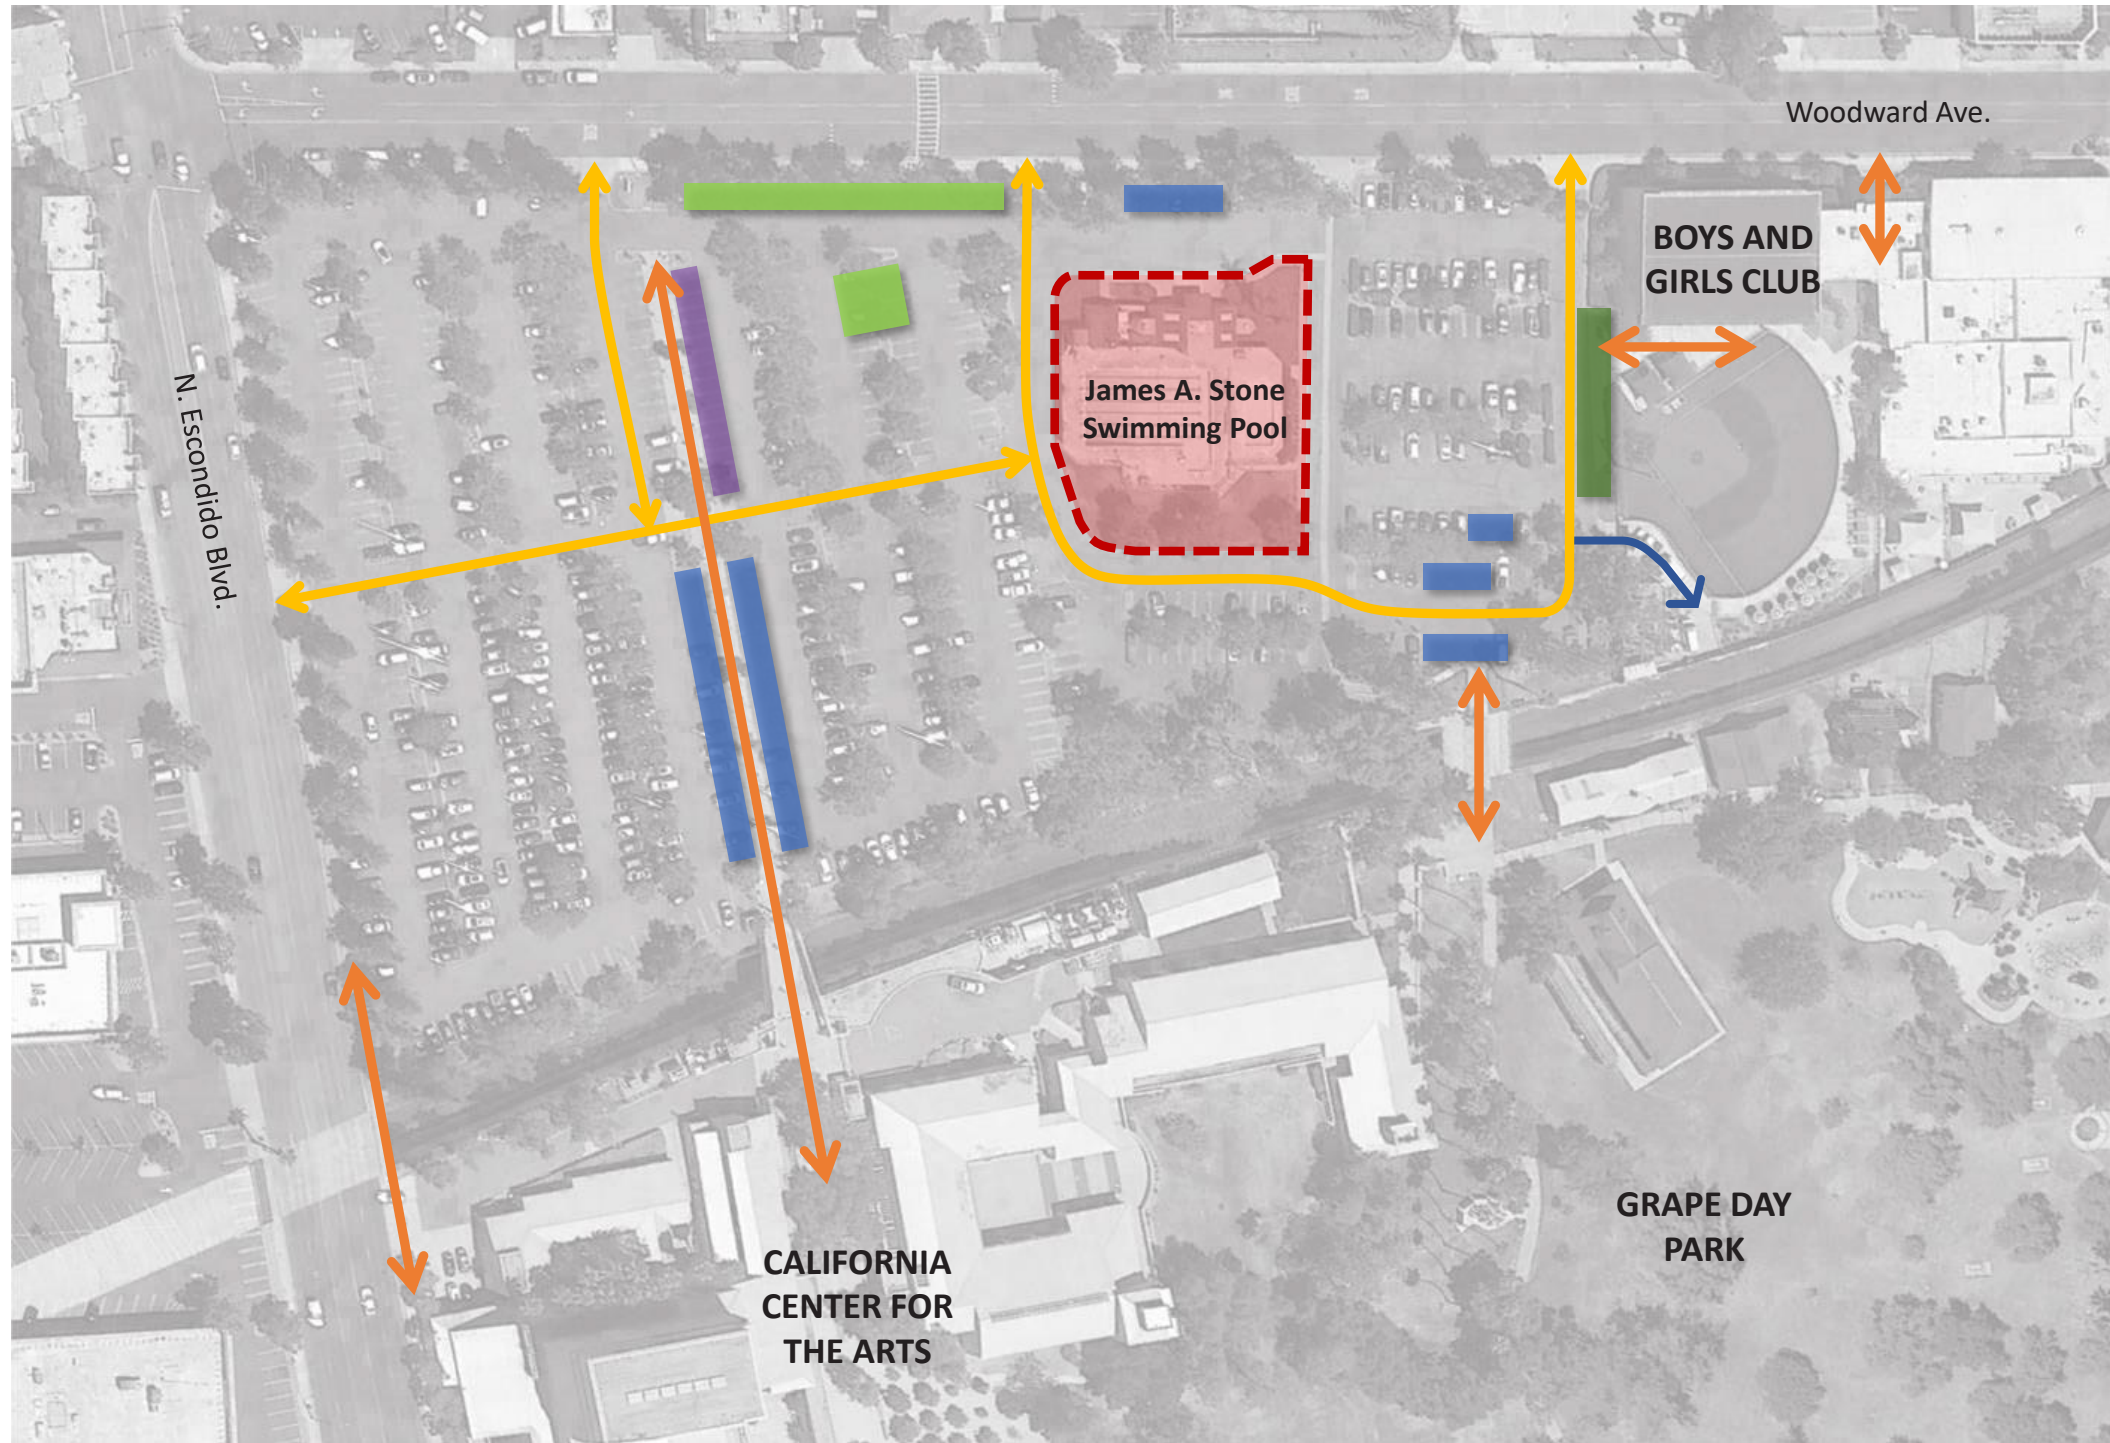 Woodward Ave.
BOYS AND
GIRLS CLUB
James A. Stone
Swimming Pool
N. Escondido Blvd.
GRAPE DAY
PARK
CALIFORNIA
CENTER FOR
THE ARTS